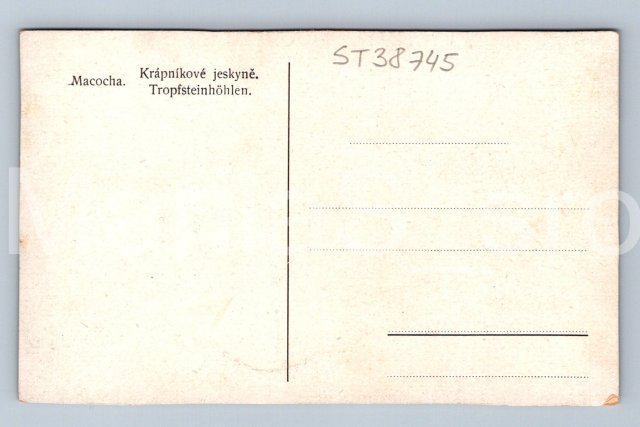 Macocha.
Krápníkové jeskyně.
Tropfsteinhöhlen.
ST38745